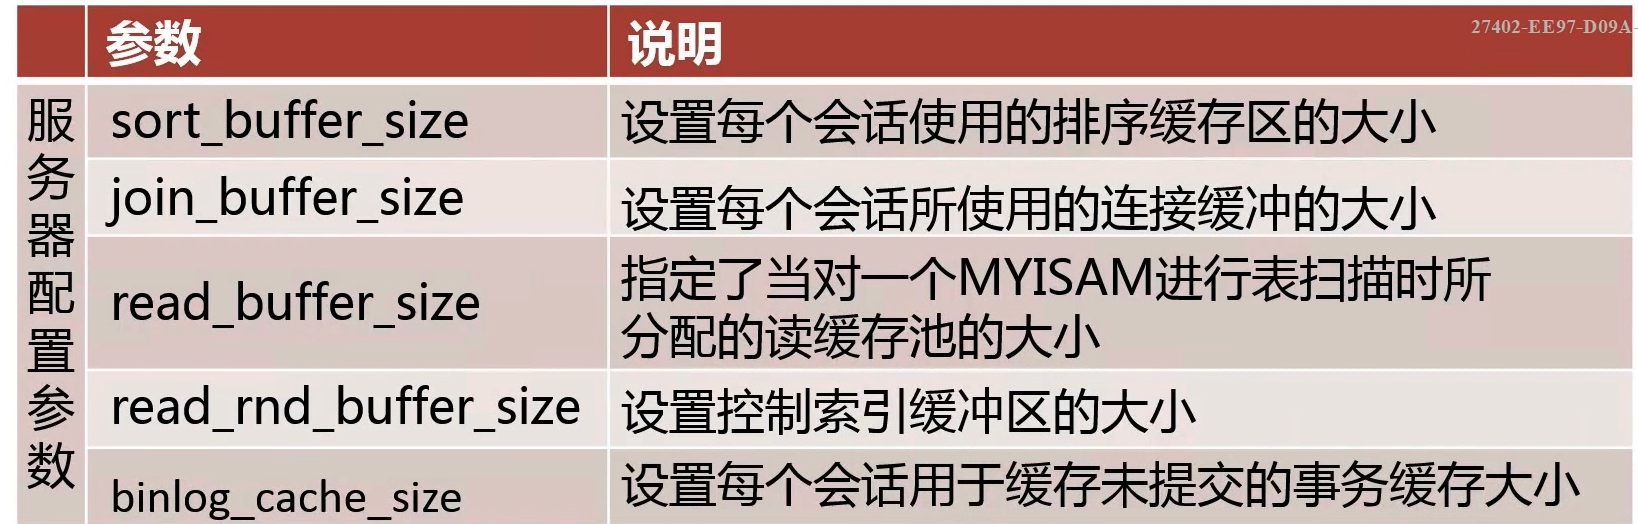 参数 说明
27402-EE97-D09A-
服务器配置参数
sort_buffer_size 设置每个会话使用的排序缓存区的大小
join_buffer_size 设置每个会话所使用的连接缓冲的大小
read_buffer_size 指定了当对一个MYISAM进行表扫描时所
分配的读缓存池的大小
read_rnd_buffer_size 设置控制索引缓冲区的大小
binlog_cache_size 设置每个会话用于缓存未提交的事务缓存大小